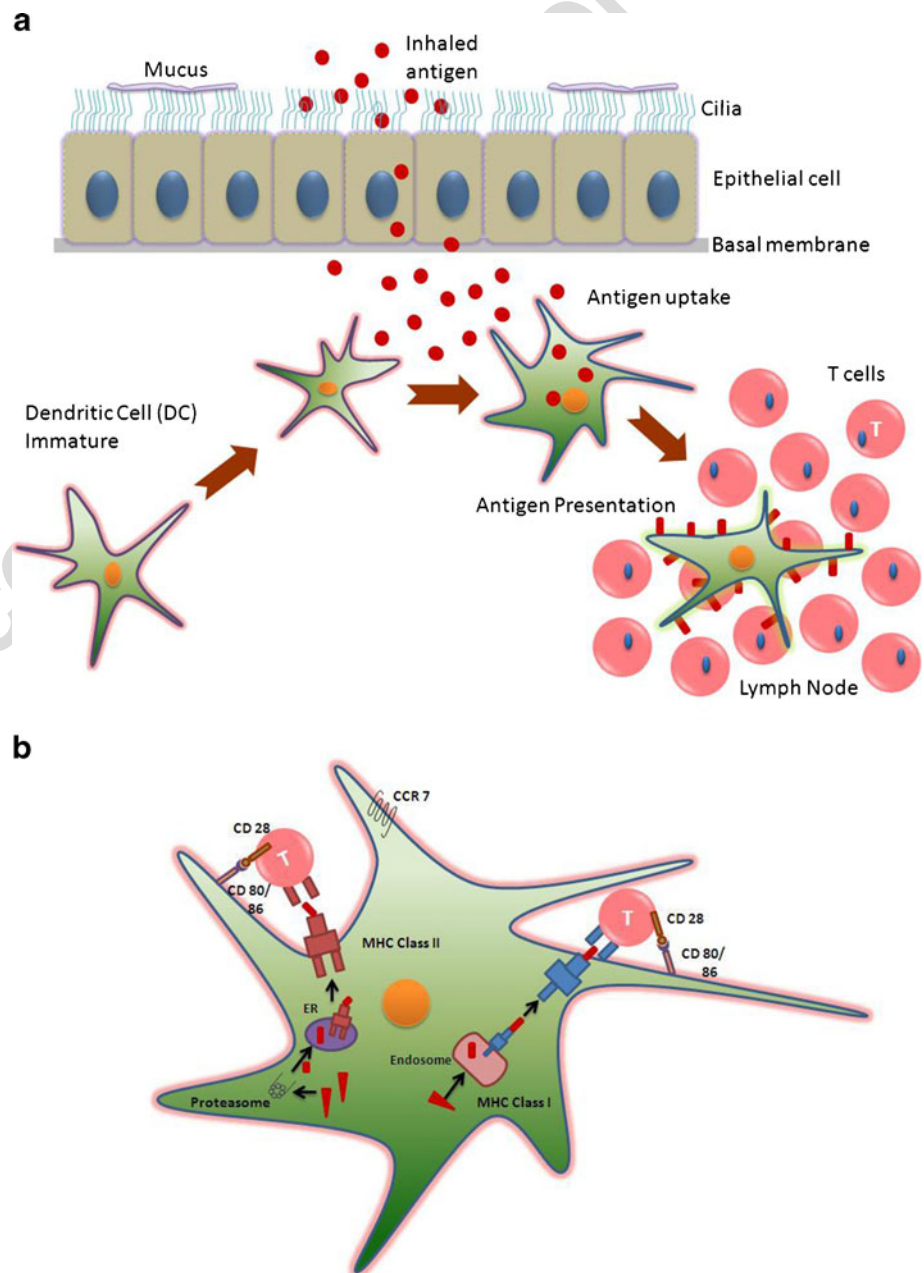 a
Inhaled
antigen
Mucus
Cilia
Epithelial cell
Basal membrane
Antigen uptake
T cells
Dendritic Cell (DC)
Immature
T
Antigen Presentation
Lymph Node
b
CCR 7
CD 28
T
CD 80/
86
MHC Class II
T
CD 28
CD 80/
86
ER
Endosome
Proteasome
MHC Class I